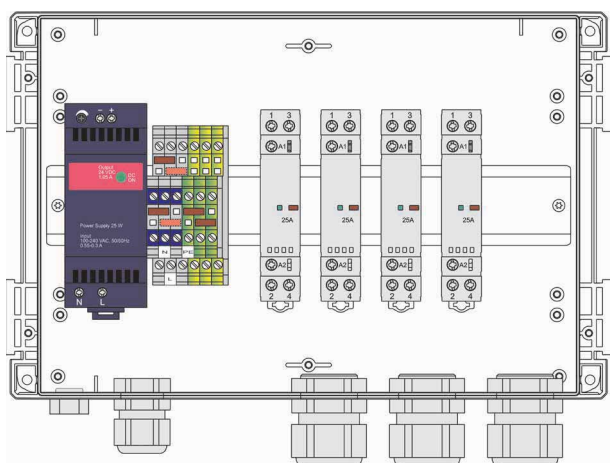 - +
Output
24 VDC
1.05 A
DC
ON
Power Supply 25 W
Input
100-240 VAC, 50/60Hz
0.55-0.3 A
N L
N PE
L
1 3
A1
25A
A2
2 4
1 3
A1
25A
A2
2 4
1 3
A1
25A
A2
2 4
1 3
A1
25A
A2
2 4